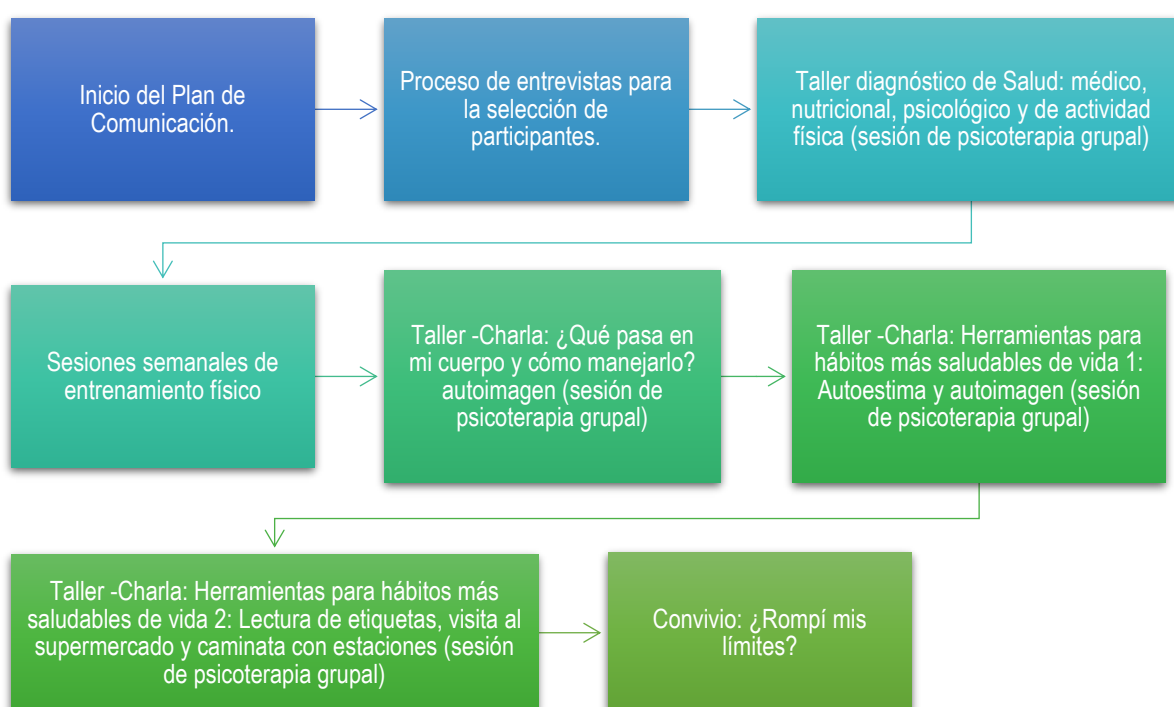 Inicio del Plan de
Comunicación.
Proceso de entrevistas para
la selección de
participantes.
Taller diagnóstico de Salud: médico,
nutricional, psicológico y de actividad
física (sesión de psicoterapia grupal)
Sesiones semanales de
entrenamiento físico
Taller -Charla: ¿Qué pasa en
mi cuerpo y cómo manejarlo?
autoimagen (sesión de
psicoterapia grupal)
Taller -Charla: Herramientas para
hábitos más saludables de vida 1:
Autoestima y autoimagen (sesión
de psicoterapia grupal)
Taller -Charla: Herramientas para hábitos más
saludables de vida 2: Lectura de etiquetas, visita al
supermercado y caminata con estaciones (sesión
de psicoterapia grupal)
Convivio: ¿Rompí mis
límites?